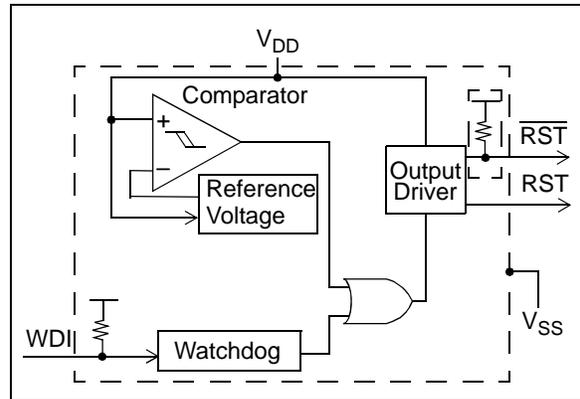 VDD
Comparator
+
−
Reference
Voltage
Output
Driver
RST
RST
VSS
WDI
Watchdog